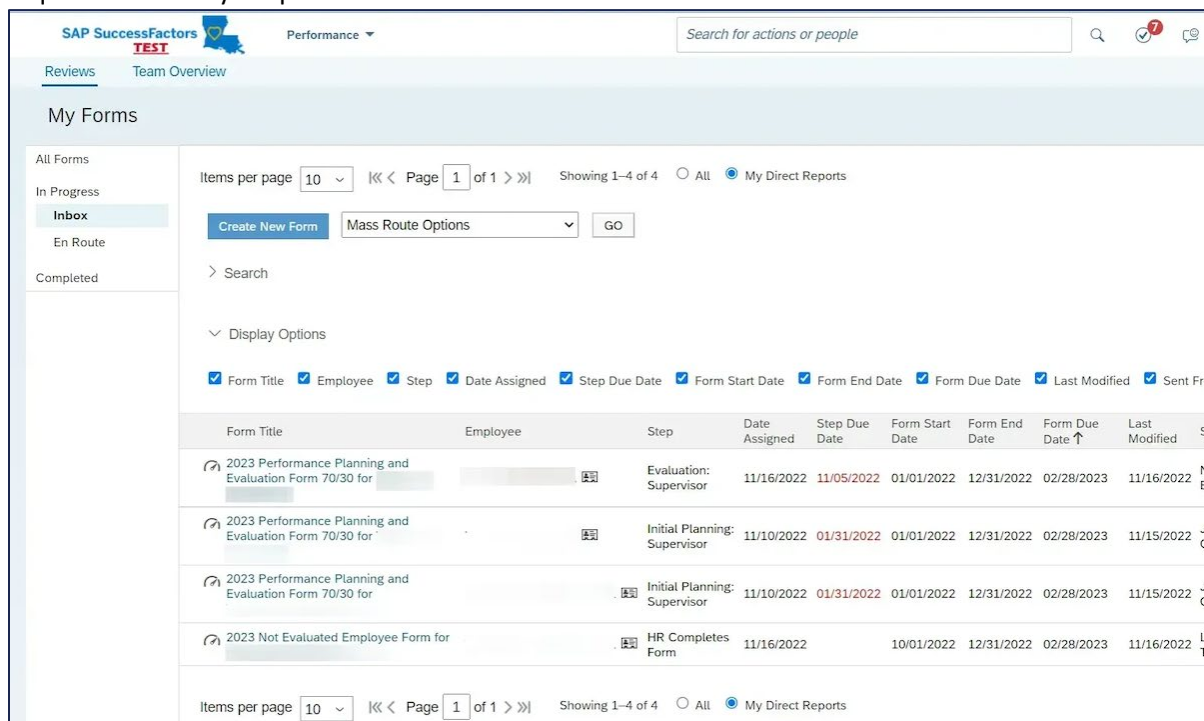 SAP SuccessFactors
TEST
Performance
Search for actions or people
7
Reviews Team Overview
My Forms
All Forms
In Progress
Inbox
En Route
Completed
Items per page 10 Page 1 of 1 Showing 1–4 of 4 All My Direct Reports
Create New Form Mass Route Options GO
Search
Display Options
Form Title Employee Step Date Assigned Step Due Date Form Start Date Form End Date Form Due Date Last Modified Sent Fr
Form Title Employee Step Date Assigned Step Due Date Form Start Date Form End Date Form Due Date Last Modified
2023 Performance Planning and
Evaluation Form 70/30 for
Evaluation:
Supervisor
11/16/2022 11/05/2022 01/01/2022 12/31/2022 02/28/2023 11/16/2022
2023 Performance Planning and
Evaluation Form 70/30 for
Initial Planning:
Supervisor
11/10/2022 01/31/2022 01/01/2022 12/31/2022 02/28/2023 11/15/2022
2023 Performance Planning and
Evaluation Form 70/30 for
Initial Planning:
Supervisor
11/10/2022 01/31/2022 01/01/2022 12/31/2022 02/28/2023 11/15/2022
2023 Not Evaluated Employee Form for
HR Completes
Form
11/16/2022 10/01/2022 12/31/2022 02/28/2023 11/16/2022
Items per page 10 Page 1 of 1 Showing 1–4 of 4 All My Direct Reports